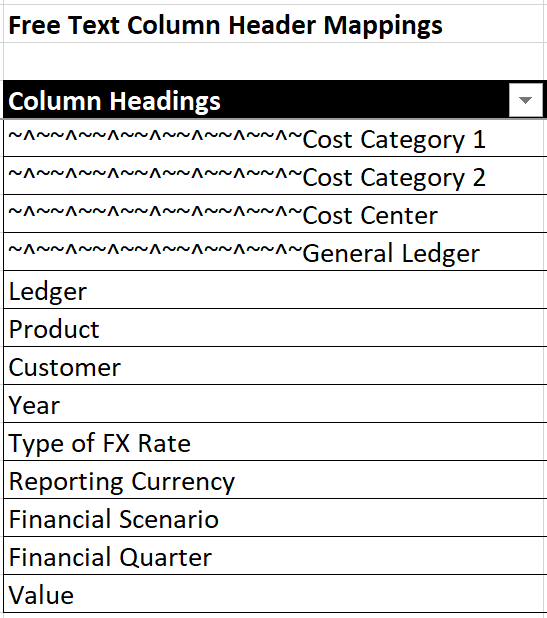 Free Text Column Header Mappings
Column Headings
~^~~^~~^~~^~~^~~^~~^~Cost Category 1
~^~~^~~^~~^~~^~~^~~^~Cost Category 2
~^~~^~~^~~^~~^~~^~~^~Cost Center
~^~~^~~^~~^~~^~~^~~^~General Ledger
Ledger
Product
Customer
Year
Type of FX Rate
Reporting Currency
Financial Scenario
Financial Quarter
Value